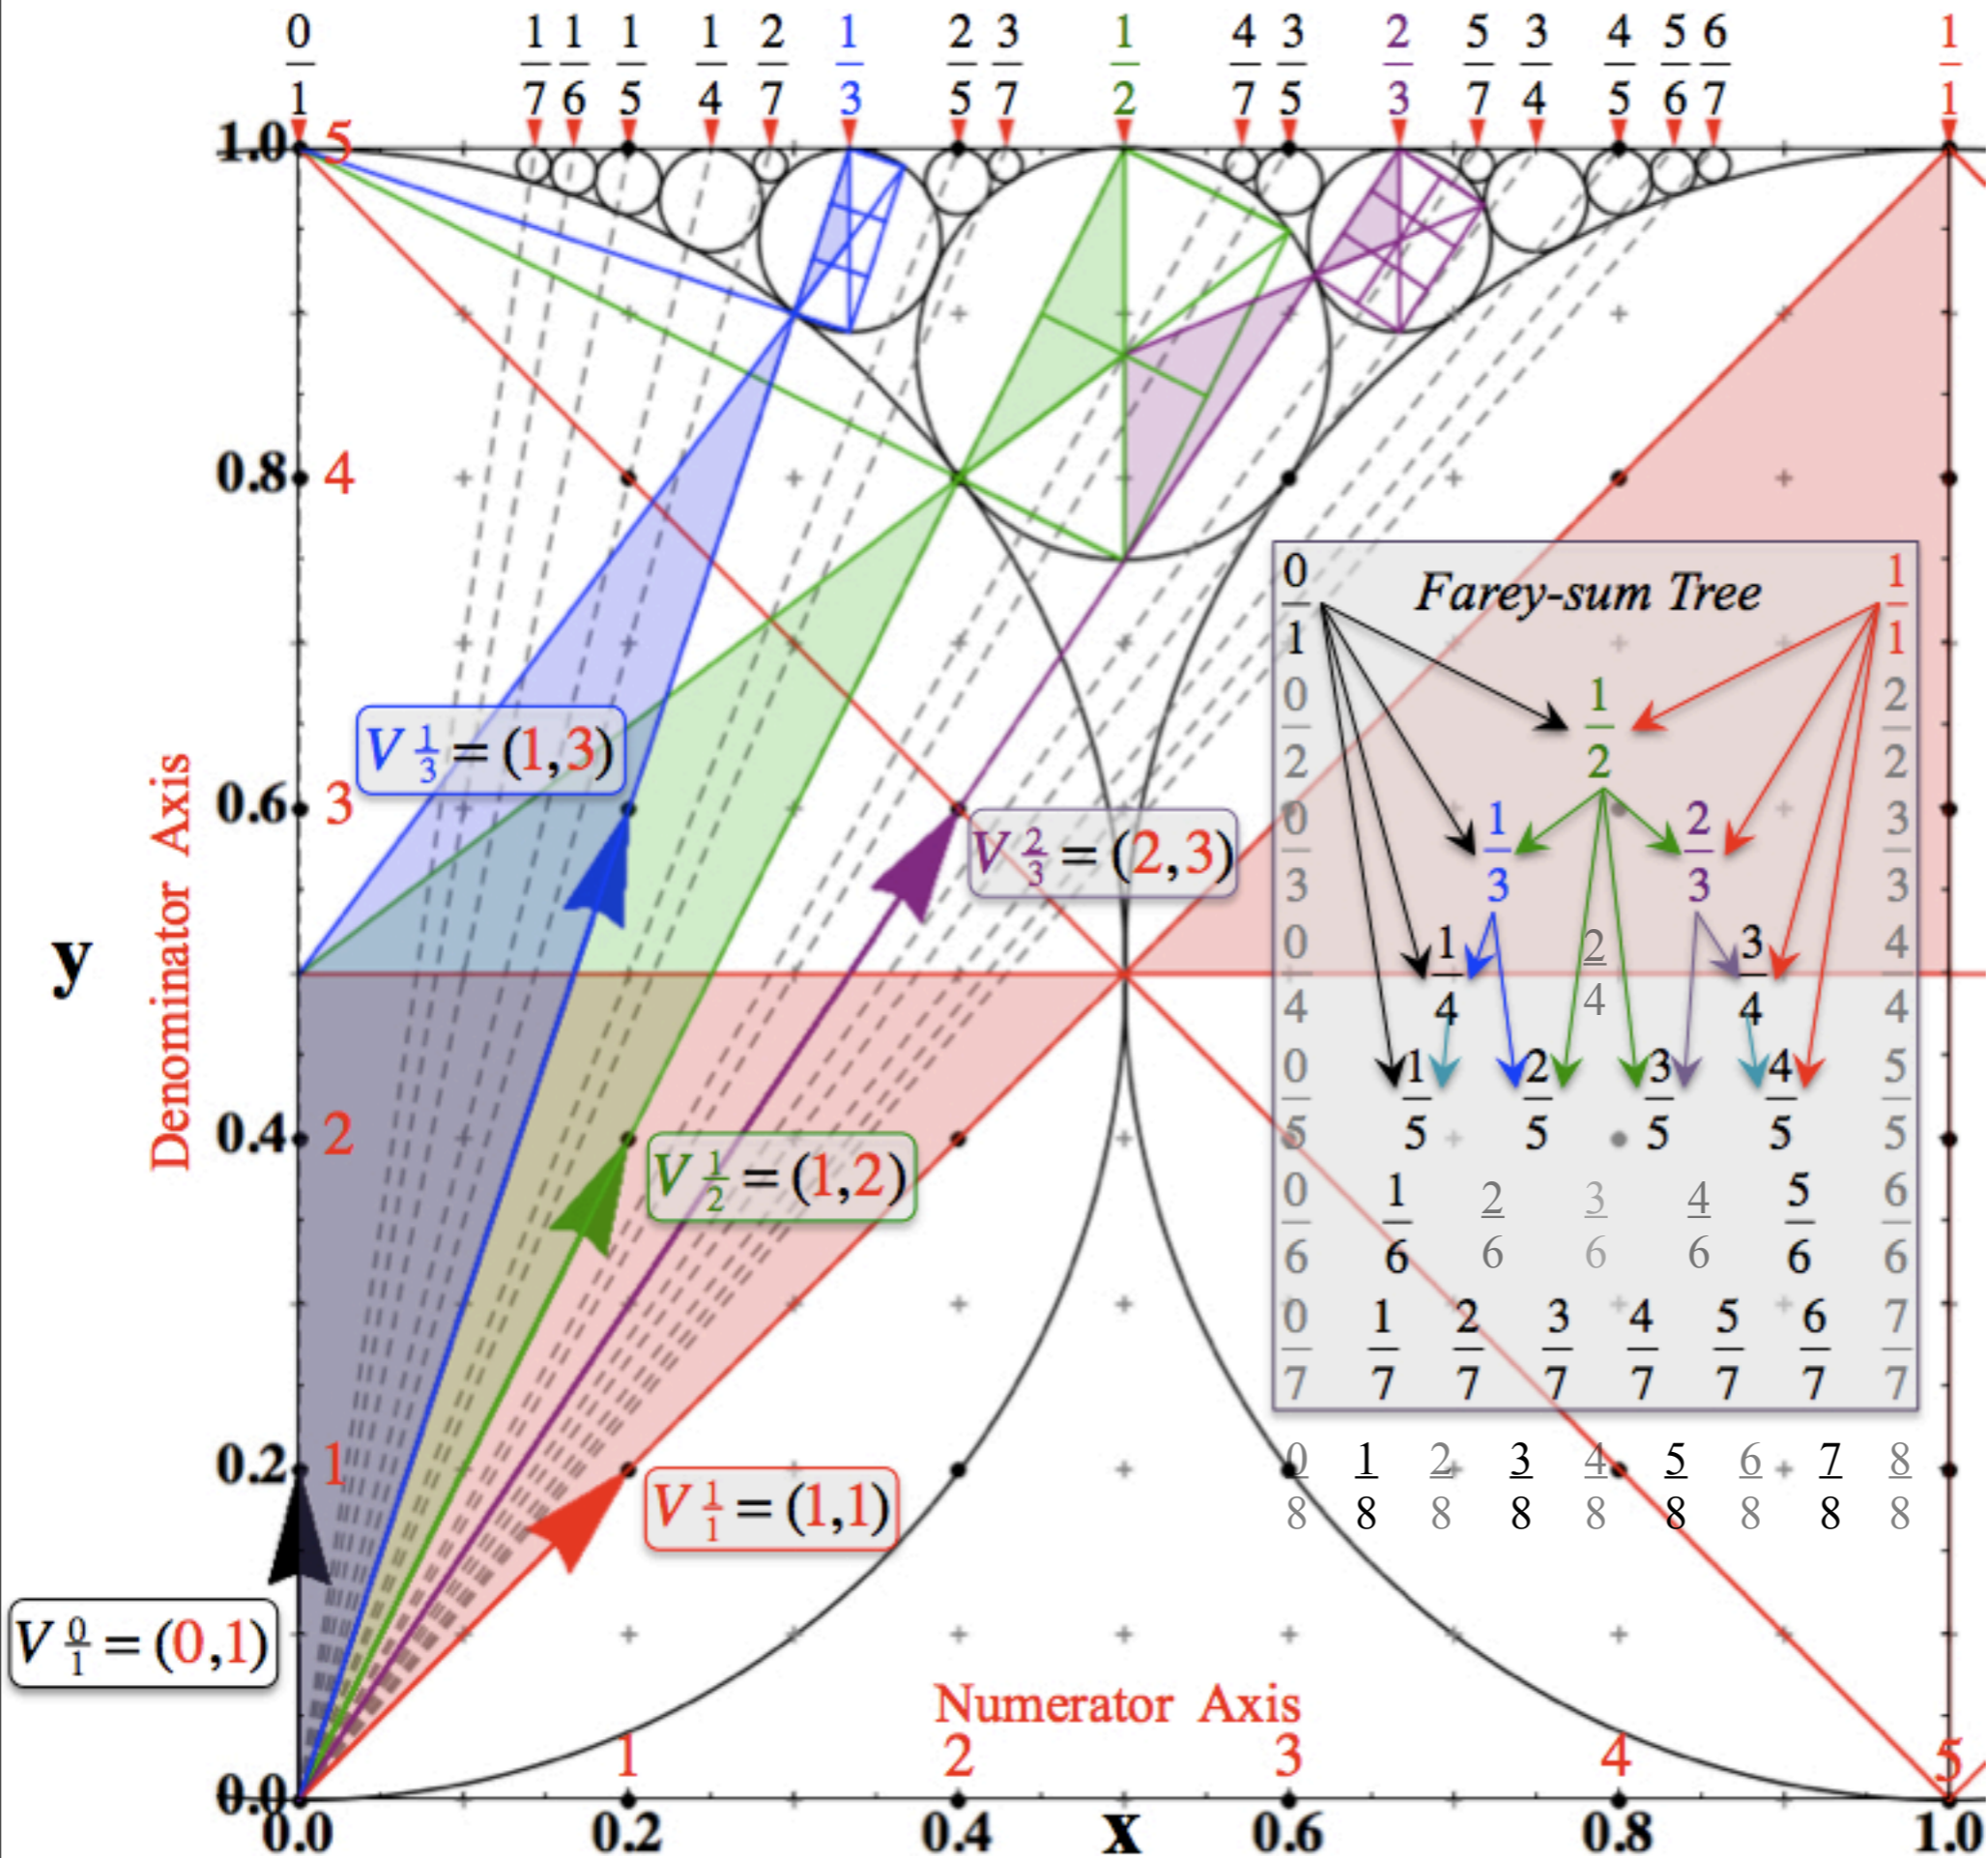 0/1 1/7 1/6 1/5 1/4 2/7 1/3 2/5 3/7 1/2 4/7 3/5 2/3 5/7 3/4 4/5 5/6 6/7 1/1
1.0 5
0.8 4
0.6 3
0.4 2
0.2 1
0.0
Denominator Axis
y
V 1/3 = (1,3)
V 2/3 = (2,3)
V 1/2 = (1,2)
V 1/1 = (1,1)
V 0/1 = (0,1)
Farey-sum Tree
0/1 1/1
0/2 1/2 2/2
0/3 1/3 2/3 3/3
0/4 1/4 2/4 3/4 4/4
0/5 1/5 2/5 3/5 4/5 5/5
0/6 1/6 2/6 3/6 4/6 5/6 6/6
0/7 1/7 2/7 3/7 4/7 5/7 6/7 7/7
0/8 1/8 2/8 3/8 4/8 5/8 6/8 7/8 8/8
Numerator Axis
1 2 3 4 5
0.0 0.2 0.4 x 0.6 0.8 1.0